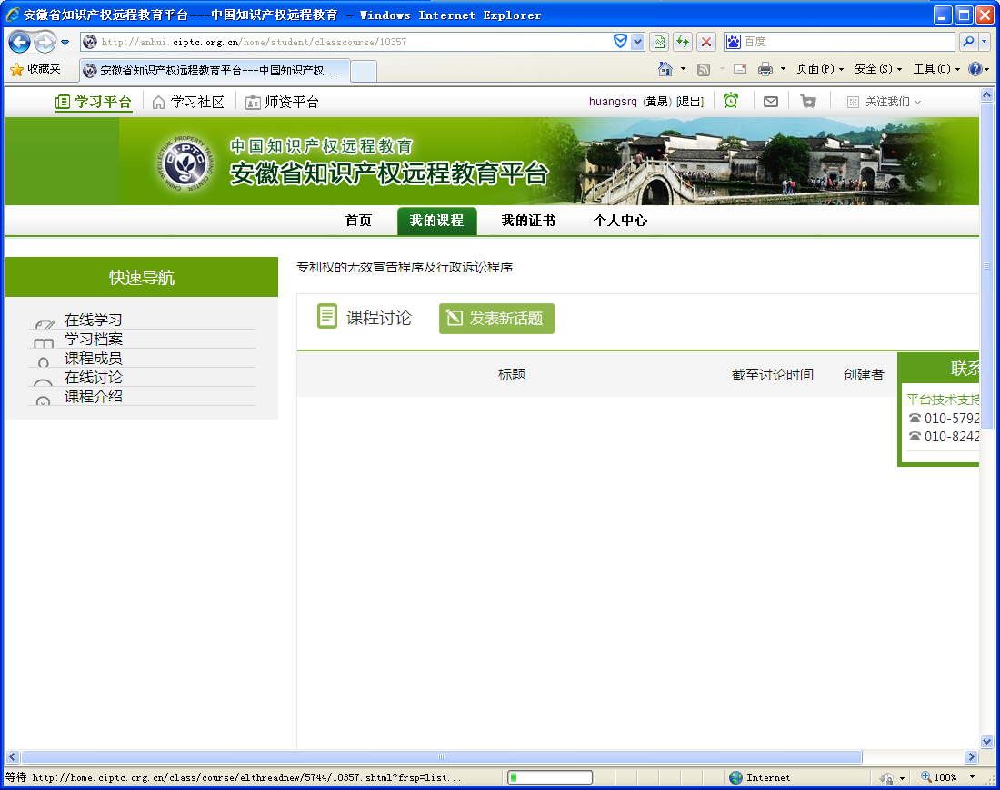 安徽省知识产权远程教育平台---中国知识产权远程教育 - Windows Internet Explorer
http://anhui.ciptc.org.cn/home/student/classcourse/10357
百度
收藏夹
安徽省知识产权远程教育平台---中国知识产权...
页面(P) 安全(S) 工具(O)
学习平台 学习社区 师资平台 huangsrq (黄晟) [退出] 关注我们
INTELLECTUAL PROPERTY TRAINING
CIPTC
CHINA CENTER
中国知识产权远程教育
安徽省知识产权远程教育平台
首页 我的课程 我的证书 个人中心
快速导航
在线学习
学习档案
课程成员
在线讨论
课程介绍
专利权的无效宣告程序及行政诉讼程序
课程讨论 发表新话题
标题 截至讨论时间 创建者
联系
平台技术支持
010-5792
010-8242
等待 http://home.ciptc.org.cn/class/course/elthreadnew/5744/10357.shtml?frsp=list... Internet 100%